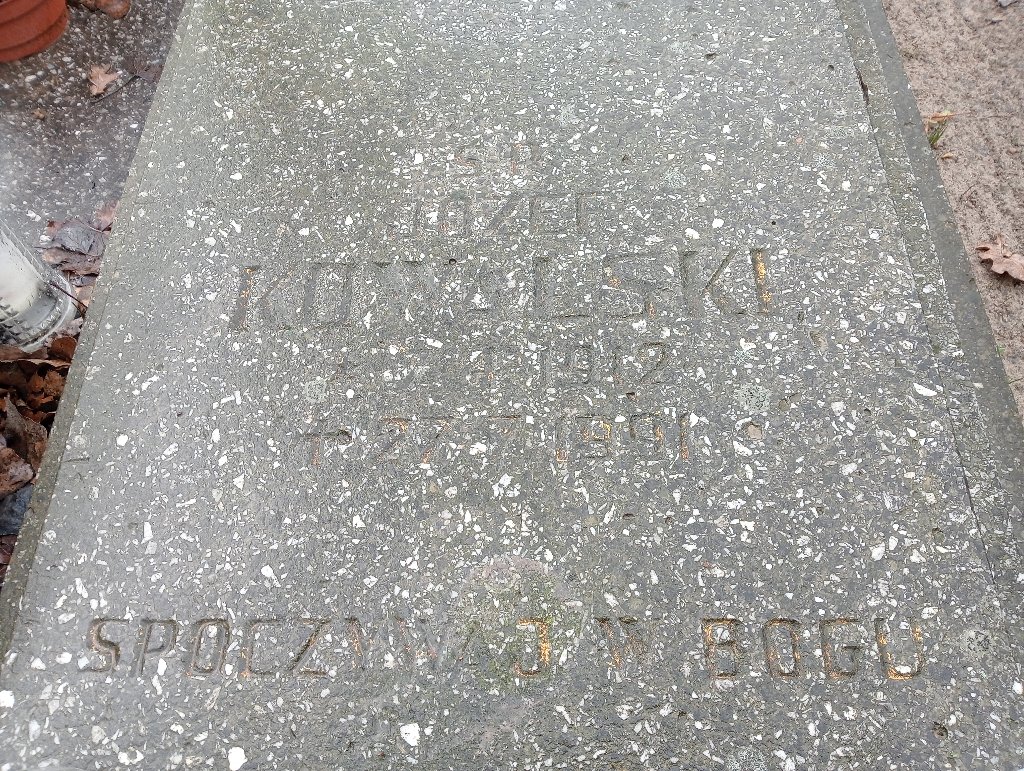 Ś.P.
JÓZEF
KOWALSKI
1912
† 27 7 1991
SPOCZYWAJ W BOGU